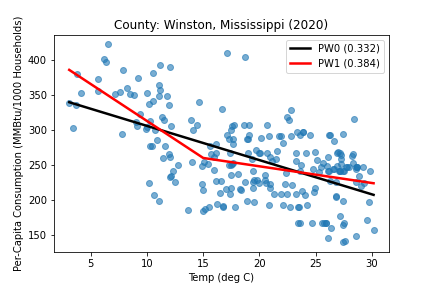 County: Winston, Mississippi (2020)
PW0 (0.332)
PW1 (0.384)
Per-Capita Consumption (MMBtu/1000 Households)
400
350
300
250
200
150
5 10 15 20 25 30
Temp (deg C)